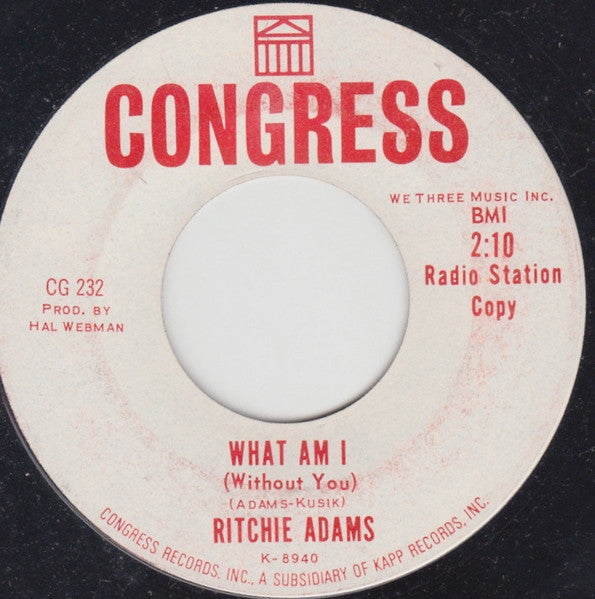 CONGRESS
WE THREE MUSIC INC.
BMI
2:10
Radio Station
Copy
CG 232
PROD. BY
HAL WEBMAN
WHAT AM I
(Without You)
(ADAMS-KUSIK)
RITCHIE ADAMS
K-8940
CONGRESS RECORDS, INC., A SUBSIDIARY OF KAPP RECORDS, INC.